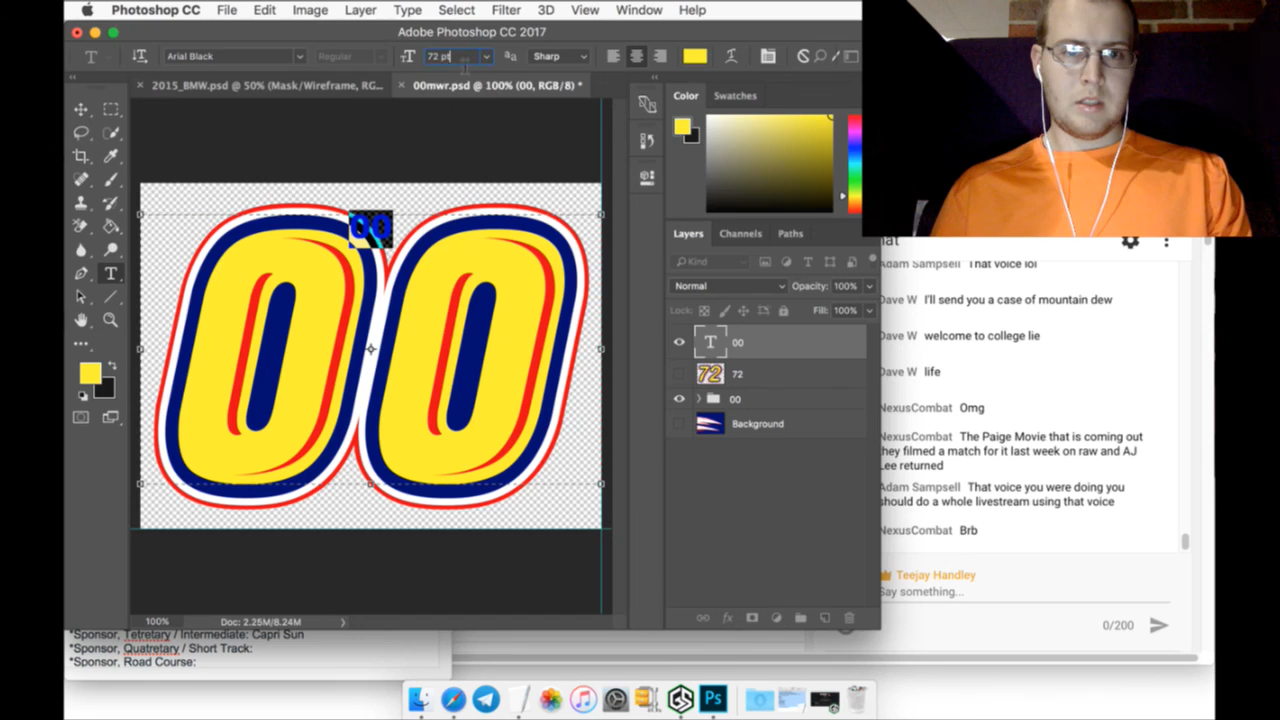 Photoshop CC File Edit Image Layer Type Select Filter 3D View Window Help
Adobe Photoshop CC 2017
T Arial Black Regular 72 pt Sharp
2015_BMW.psd @ 50% (Mask/Wireframe, RG... 00mwr.psd @ 100% (00, RGB/8) *
Color Swatches
00
00
Layers Channels Paths
Kind
Normal Opacity: 100%
Lock: Fill: 100%
T 00
72 72
00
Background
100% Doc: 2.25M/8.24M
*Sponsor, Tetretary / Intermediate: Capri Sun
*Sponsor, Quatretary / Short Track:
*Sponsor, Road Course:
Adam Sampsell That voice lol
Dave W I'll send you a case of mountain dew
Dave W welcome to college lie
Dave W life
NexusCombat Omg
NexusCombat The Paige Movie that is coming out
they filmed a match for it last week on raw and AJ
Lee returned
Adam Sampsell That voice you were doing you
should do a whole livestream using that voice
NexusCombat Brb
Teejay Handley
Say something...
0/200
Ps